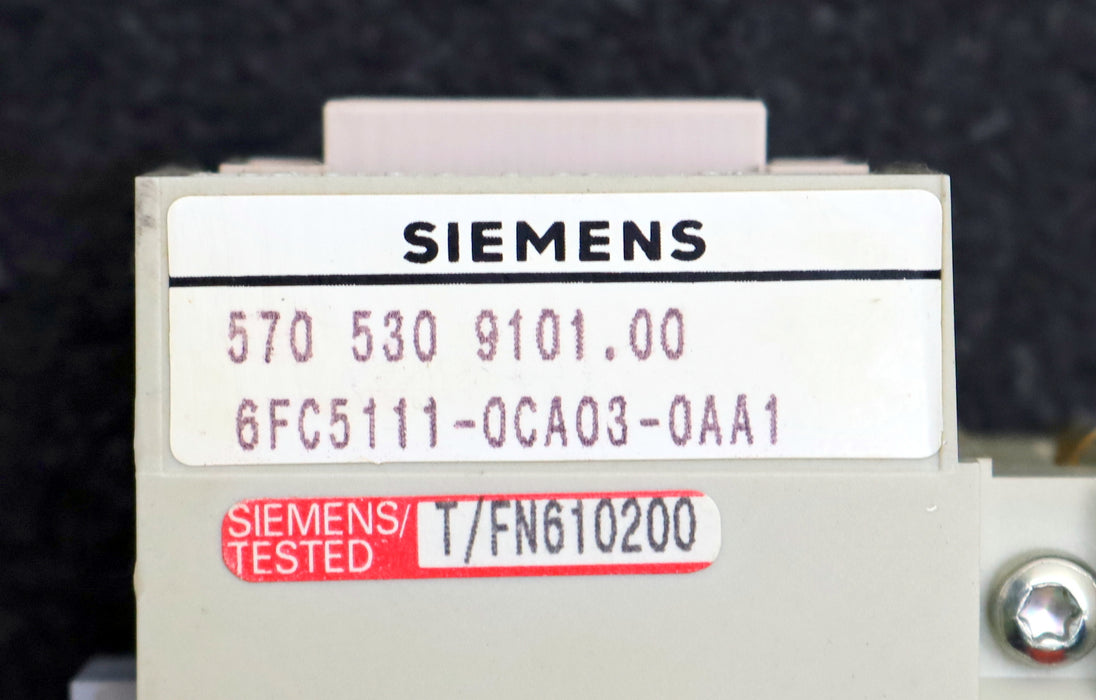 SIEMENS
570 530 9101.00
6FC5111-0CA03-0AA1
SIEMENS/
TESTED
T/FN610200